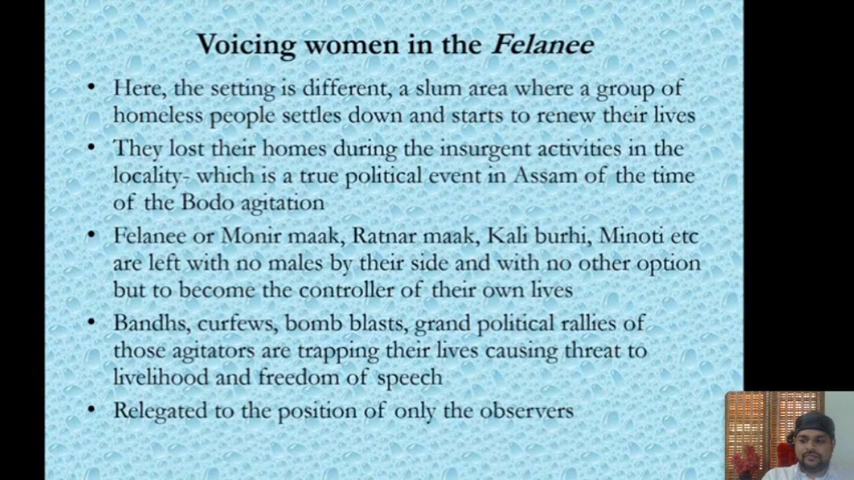 Voicing women in the Felanee
• Here, the setting is different, a slum area where a group of
homeless people settles down and starts to renew their lives
• They lost their homes during the insurgent activities in the
locality- which is a true political event in Assam of the time
of the Bodo agitation
• Felanee or Monir maak, Ratnar maak, Kali burhi, Minoti etc
are left with no males by their side and with no other option
but to become the controller of their own lives
• Bandhs, curfews, bomb blasts, grand political rallies of
those agitators are trapping their lives causing threat to
livelihood and freedom of speech
• Relegated to the position of only the observers